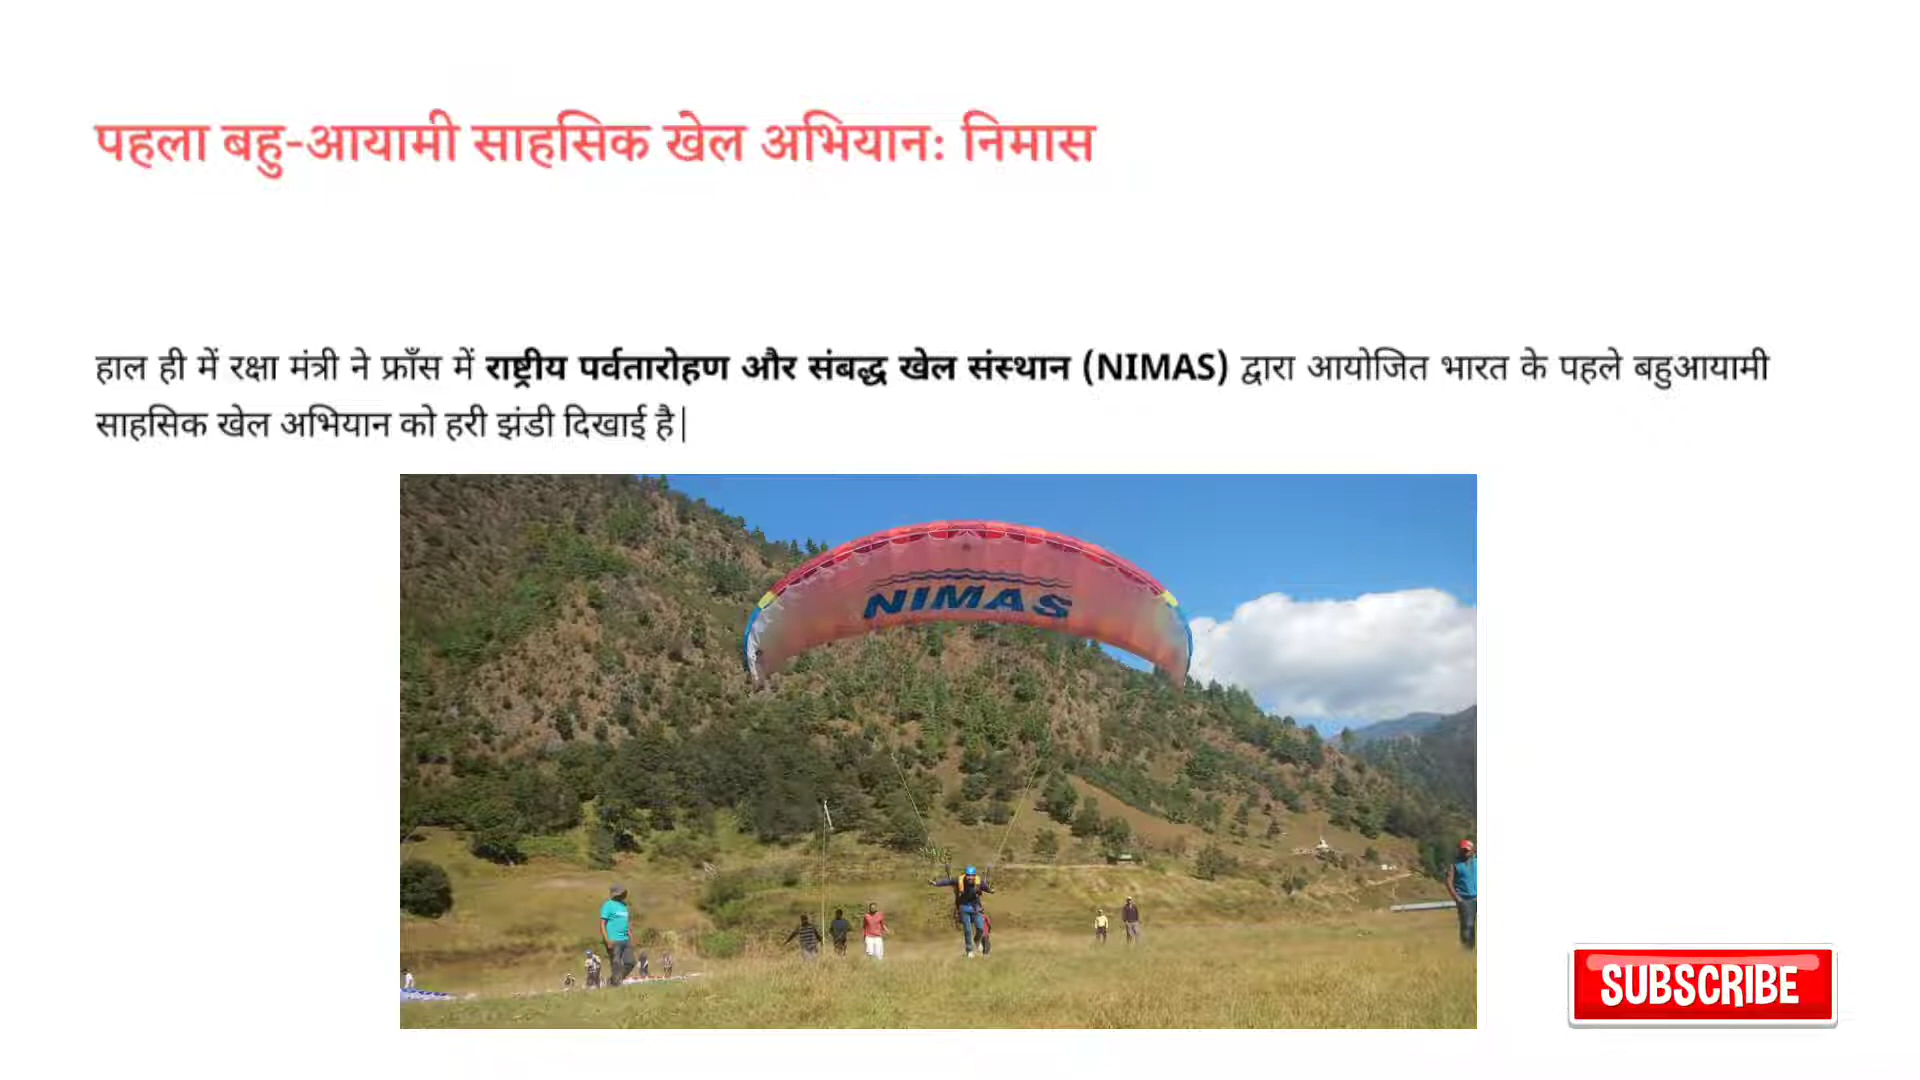 पहला बहु-आयामी साहसिक खेल अभियानः निमास
हाल ही में रक्षा मंत्री ने फ्राँस में राष्ट्रीय पर्वतारोहण और संबद्ध खेल संस्थान (NIMAS) द्वारा आयोजित भारत के पहले बहुआयामी
साहसिक खेल अभियान को हरी झंडी दिखाई है|
NIMAS
SUBSCRIBE